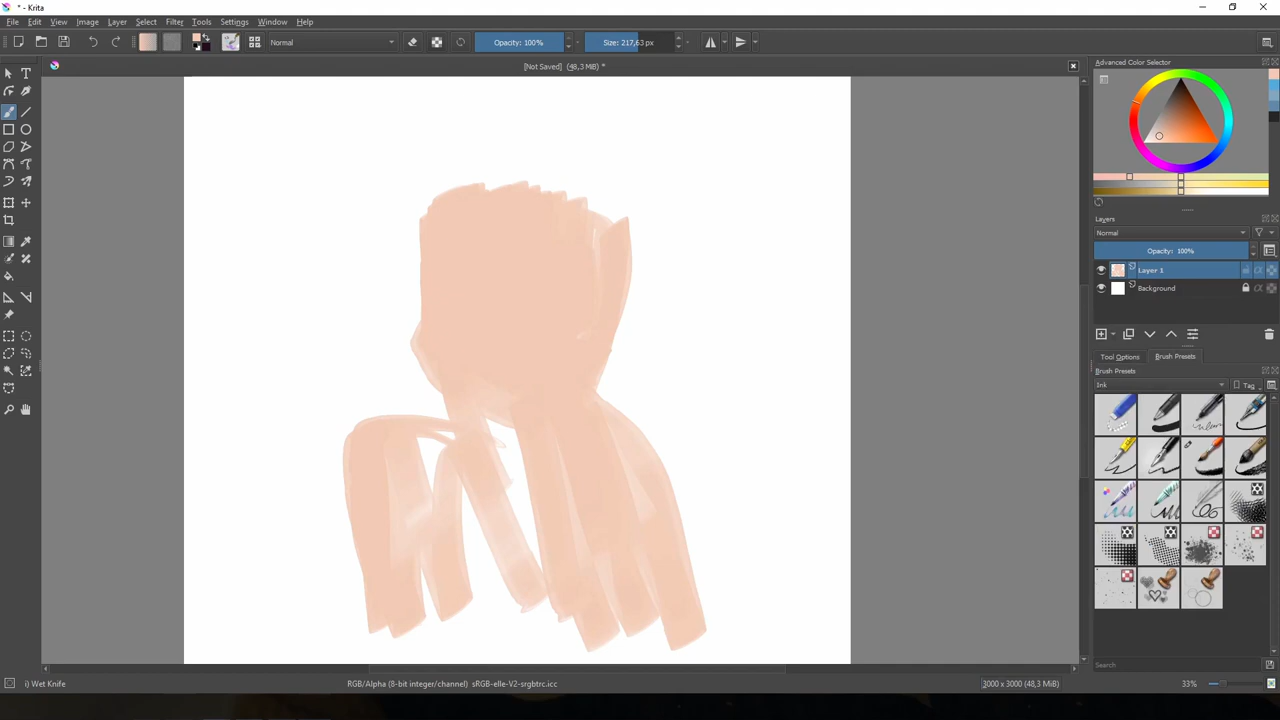 * - Krita
File Edit View Image Layer Filter Tools Settings Window Help
Normal Opacity: 100% Size: 217,63 px
[Not Saved] (48,3 MiB) *
Advanced Color Selector
Layers
Normal
Opacity: 100%
Layer 1
Background
Tool Options Brush Presets
Brush Presets
Ink Tag
Search
i) Wet Knife RGB/Alpha (8-bit integer/channel) sRGB-elle-V2-srgbtrc.icc 3000 x 3000 (48,3 MiB) 33%